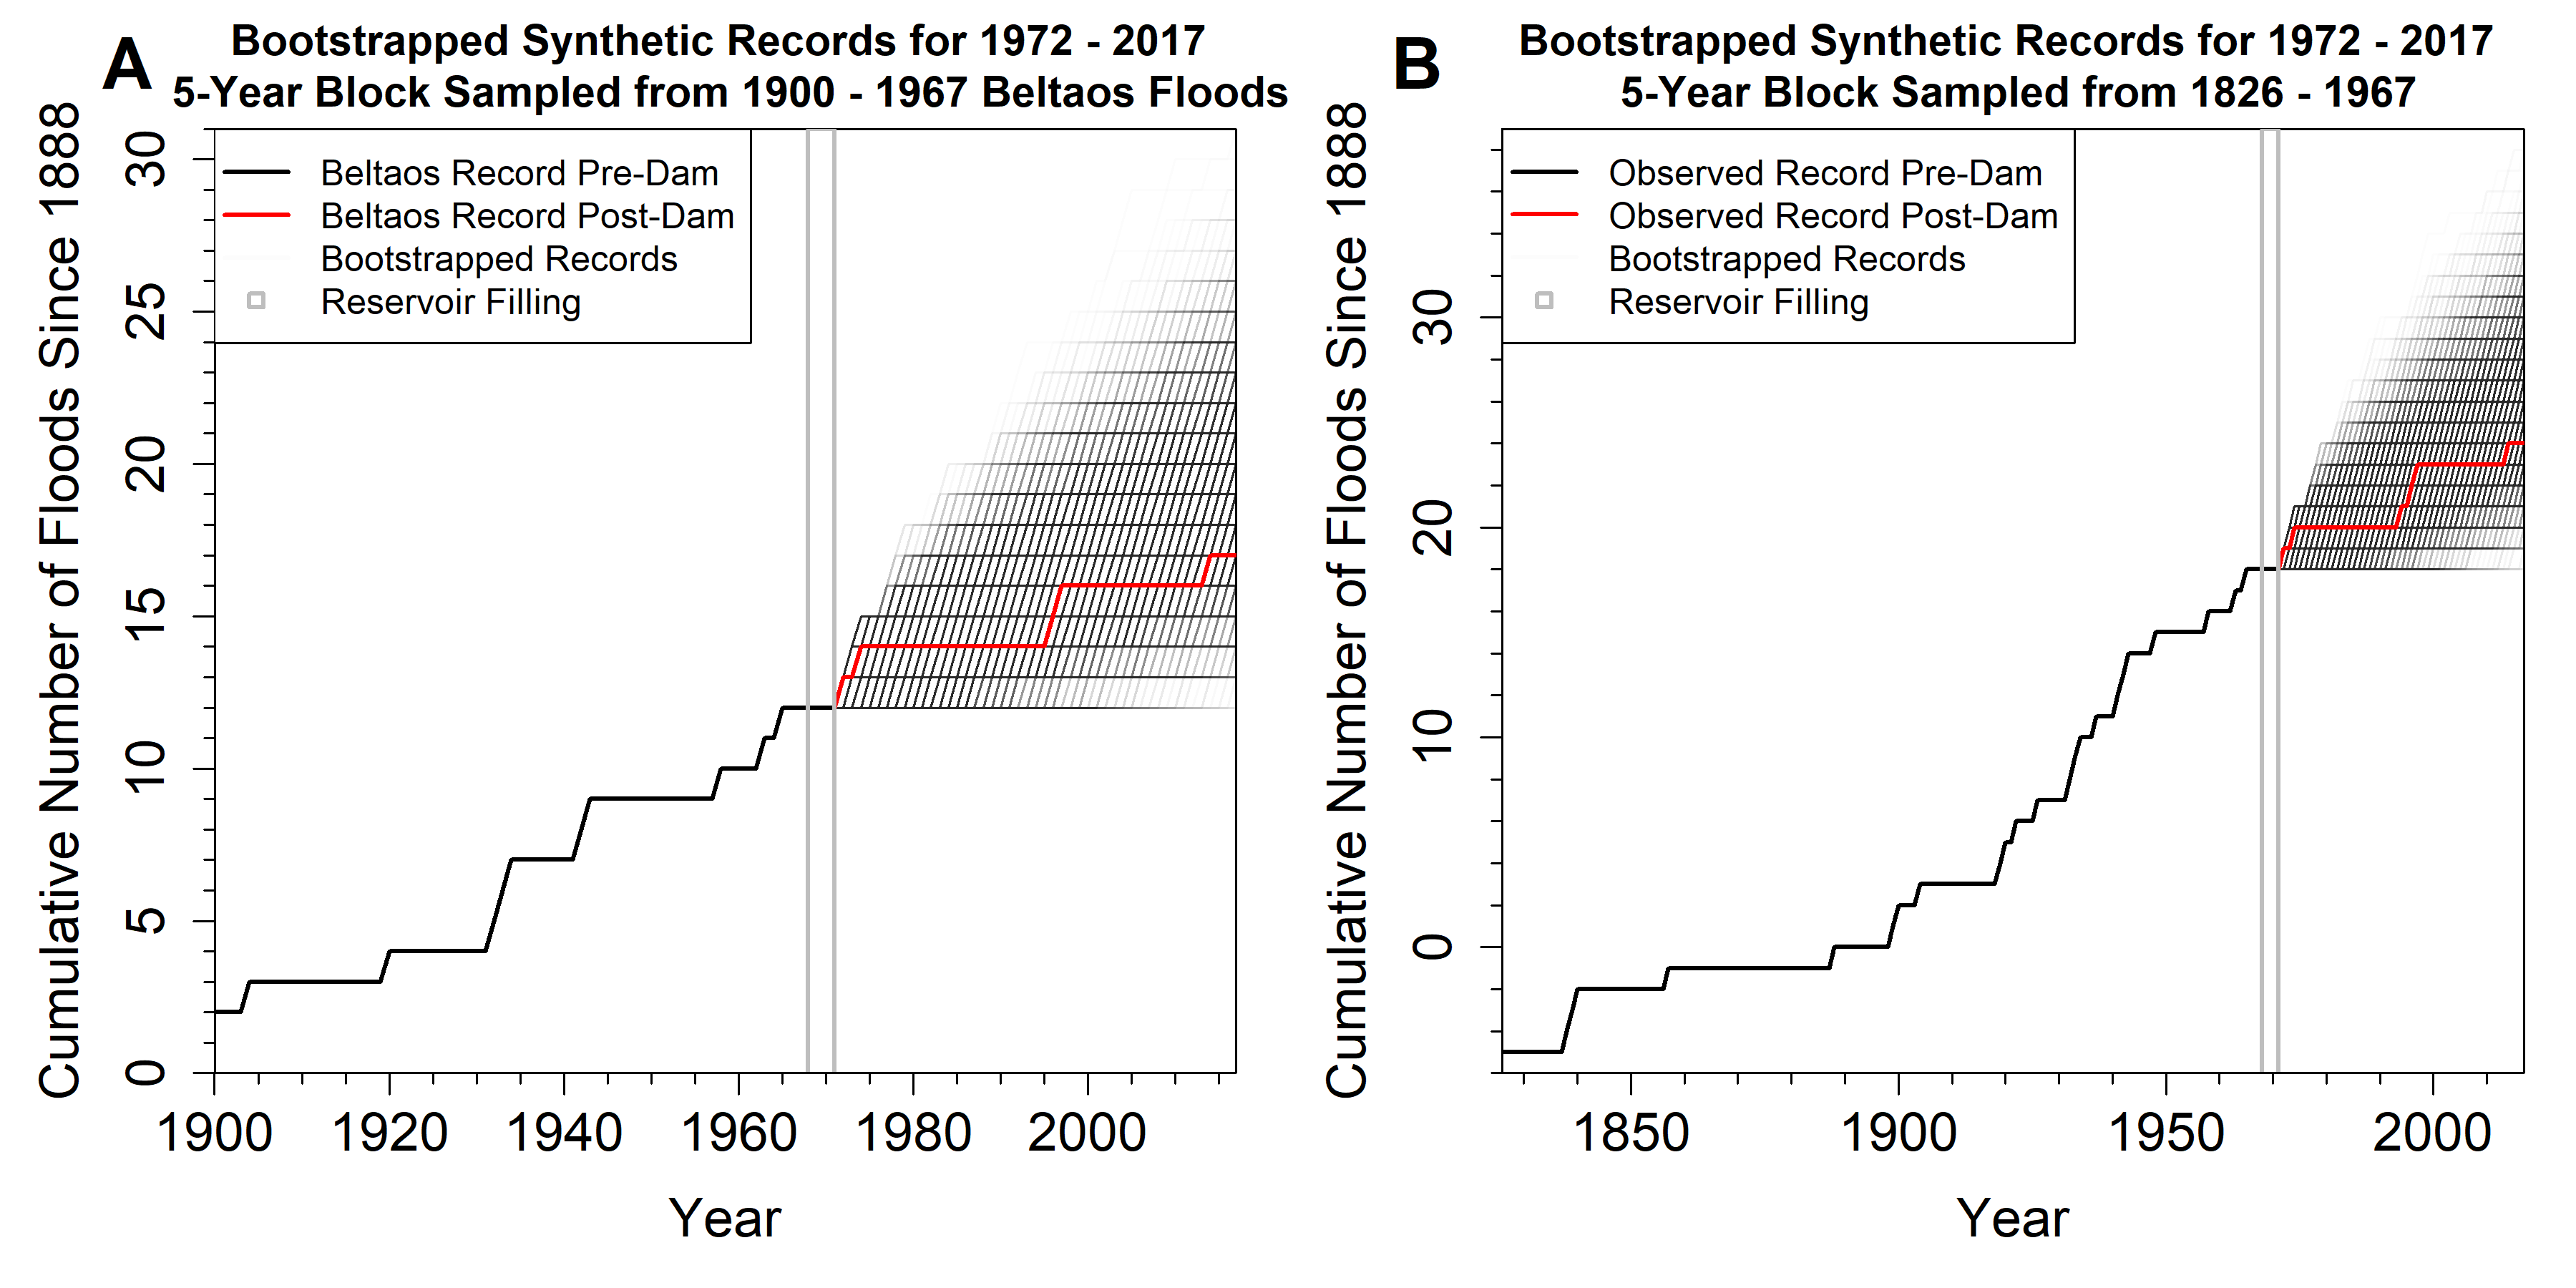 A
Bootstrapped Synthetic Records for 1972 - 2017
5-Year Block Sampled from 1900 - 1967 Beltaos Floods
Cumulative Number of Floods Since 1888
30
25
20
15
10
5
0
Beltaos Record Pre-Dam
Beltaos Record Post-Dam
Bootstrapped Records
Reservoir Filling
1900 1920 1940 1960 1980 2000
Year
B
Bootstrapped Synthetic Records for 1972 - 2017
5-Year Block Sampled from 1826 - 1967
Cumulative Number of Floods Since 1888
30
20
10
0
Observed Record Pre-Dam
Observed Record Post-Dam
Bootstrapped Records
Reservoir Filling
1850 1900 1950 2000
Year